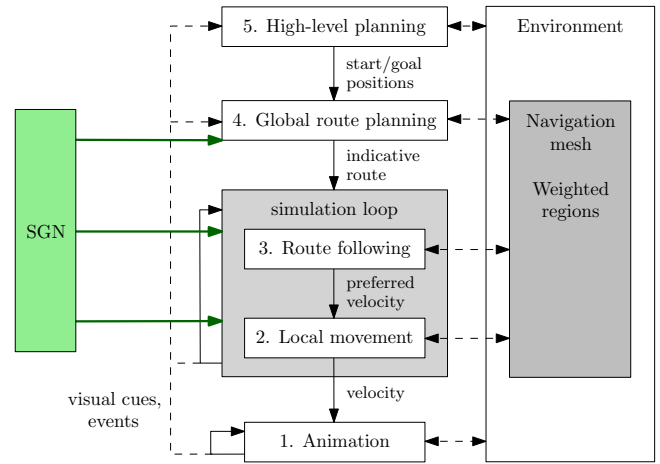 5. High-level planning
Environment
start/goal
positions
4. Global route planning
Navigation
mesh
indicative
route
Weighted
regions
simulation loop
SGN
3. Route following
preferred
velocity
2. Local movement
visual cues,
events
velocity
1. Animation